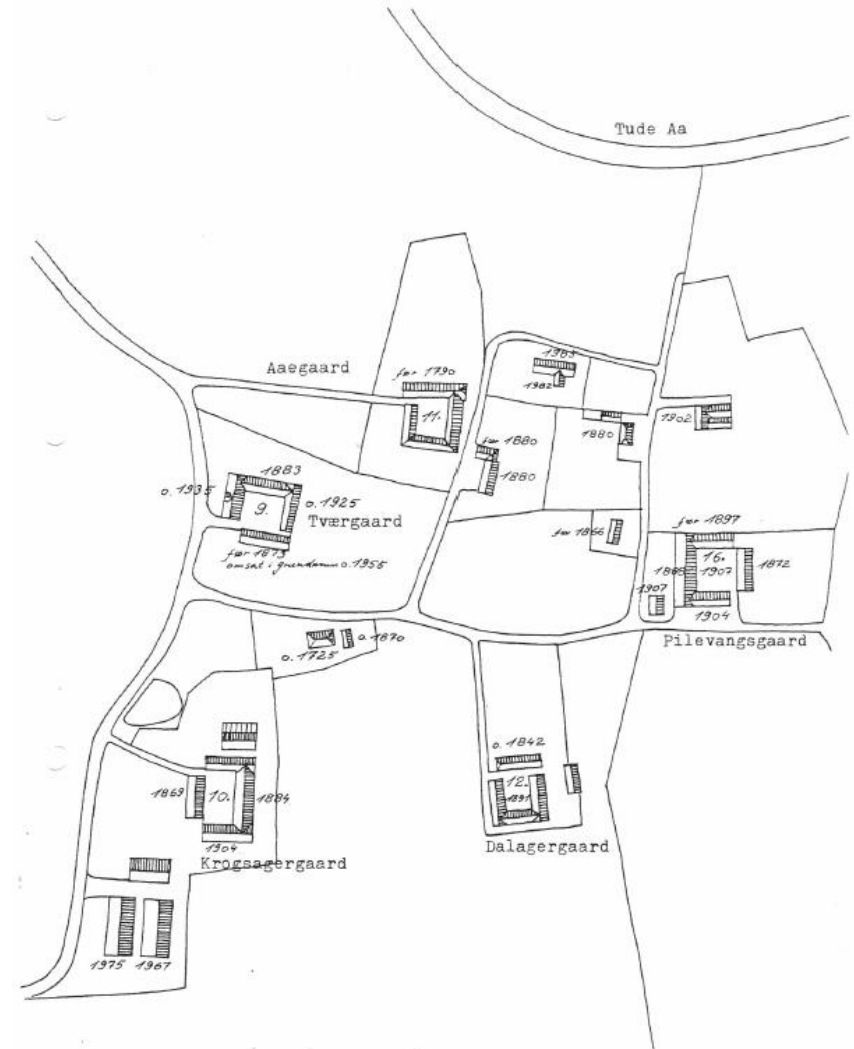 Tude Aa
Aaegaard
før 1790
11.
1983
1982
1902
1880
før 1880
1880
1883
o. 1935
9.
o. 1925
Tværgaard
før 1873
omsat i grundmur o. 1955
før 1866
før 1897
16.
1907
1872
1907
1904
Pilevangsgaard
o. 1870
o. 1725
o. 1842
12.
1891
Dalagergaard
1869
10.
1884
1904
Krogsagergaard
1975
1967